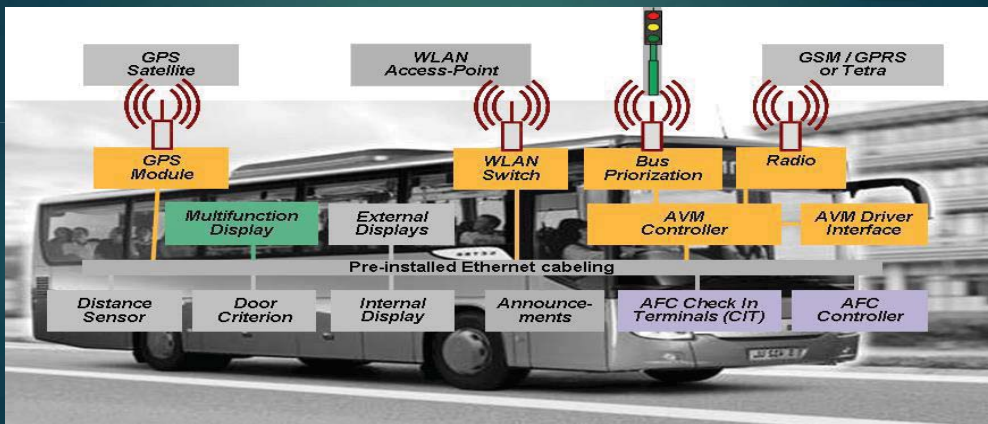 GPS
Satellite
WLAN
Access-Point
GSM / GPRS
or Tetra
GPS
Module
WLAN
Switch
Bus
Priorization
Radio
Multifunction
Display
External
Displays
AVM
Controller
AVM Driver
Interface
Pre-installed Ethernet cabeling
Distance
Sensor
Door
Criterion
Internal
Display
Announce-
ments
AFC Check In
Terminals (CIT)
AFC
Controller